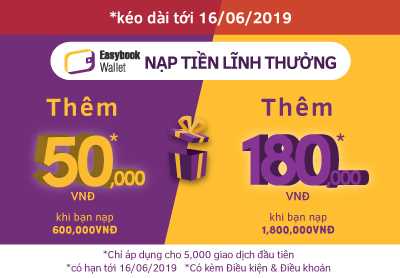 *kéo dài tới 16/06/2019
Easybook
Wallet
NẠP TIỀN LĨNH THƯỞNG
Thêm
50,000*
VNĐ
khi bạn nạp
600,000VNĐ
Thêm
180,000*
VNĐ
khi bạn nạp
1,800,000VNĐ
*Chỉ áp dụng cho 5,000 giao dịch đầu tiên
*có hạn tới 16/06/2019 *Có kèm Điều kiện & Điều khoản